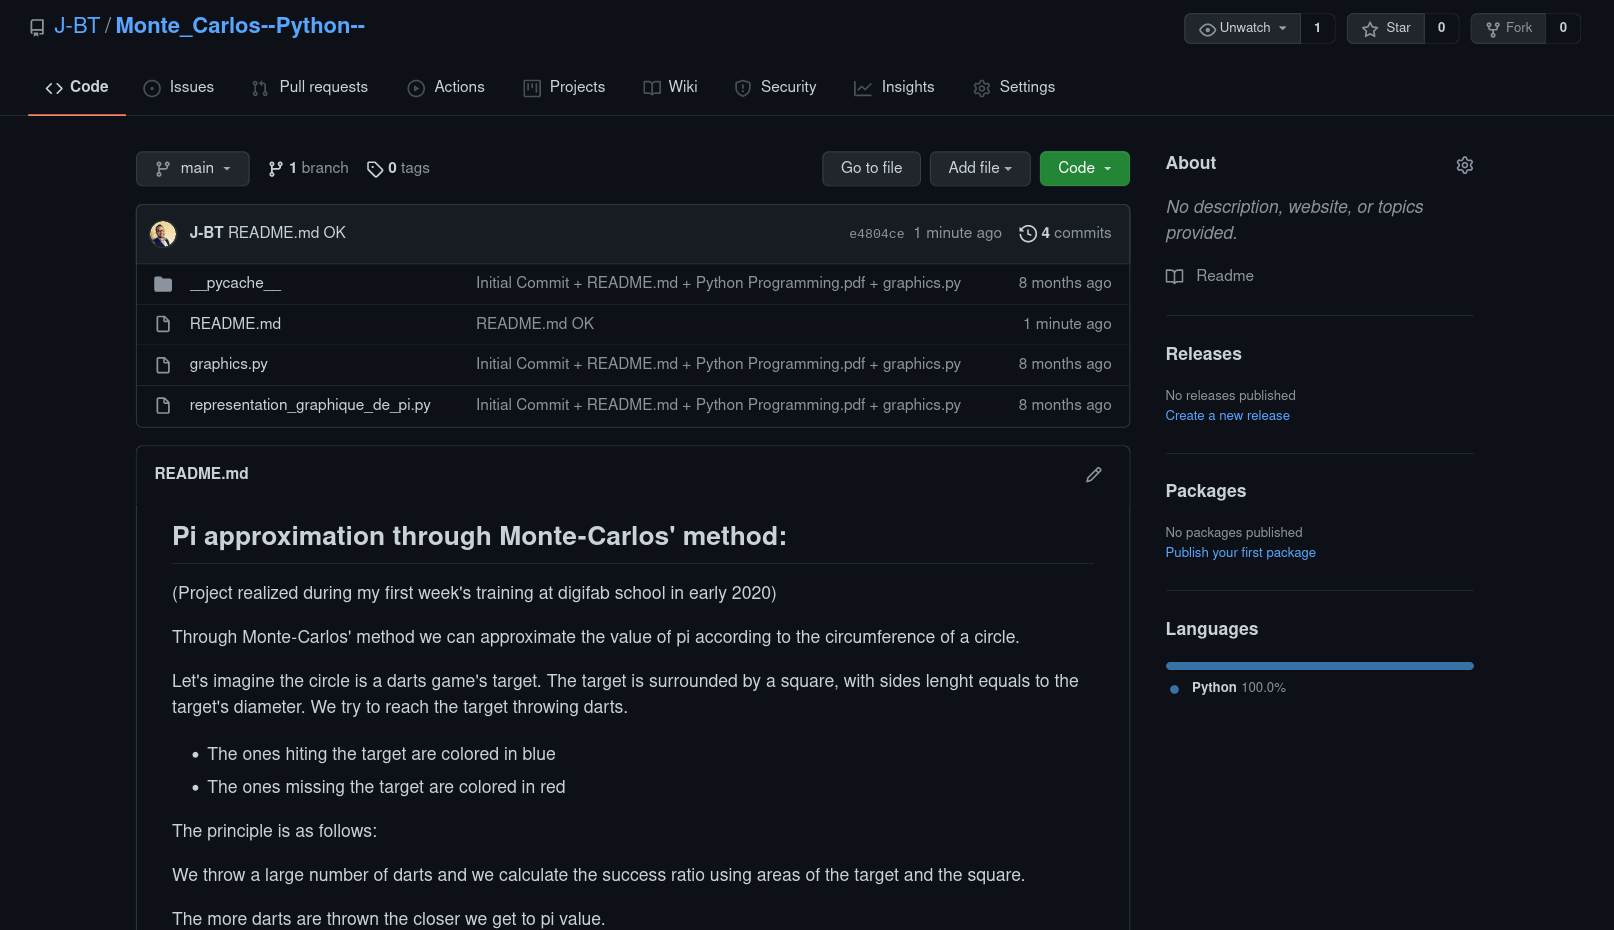 J-BT / Monte_Carlos--Python--
Unwatch 1 Star 0 Fork 0
Code Issues Pull requests Actions Projects Wiki Security Insights Settings
main 1 branch 0 tags Go to file Add file Code
J-BT README.md OK e4804ce 1 minute ago 4 commits
__pycache__ Initial Commit + README.md + Python Programming.pdf + graphics.py 8 months ago
README.md README.md OK 1 minute ago
graphics.py Initial Commit + README.md + Python Programming.pdf + graphics.py 8 months ago
representation_graphique_de_pi.py Initial Commit + README.md + Python Programming.pdf + graphics.py 8 months ago
README.md
Pi approximation through Monte-Carlos' method:
(Project realized during my first week's training at digifab school in early 2020)
Through Monte-Carlos' method we can approximate the value of pi according to the circumference of a circle.
Let's imagine the circle is a darts game's target. The target is surrounded by a square, with sides lenght equals to the
target's diameter. We try to reach the target throwing darts.
• The ones hiting the target are colored in blue
• The ones missing the target are colored in red
The principle is as follows:
We throw a large number of darts and we calculate the success ratio using areas of the target and the square.
The more darts are thrown the closer we get to pi value.
About
No description, website, or topics
provided.
Readme
Releases
No releases published
Create a new release
Packages
No packages published
Publish your first package
Languages
Python 100.0%